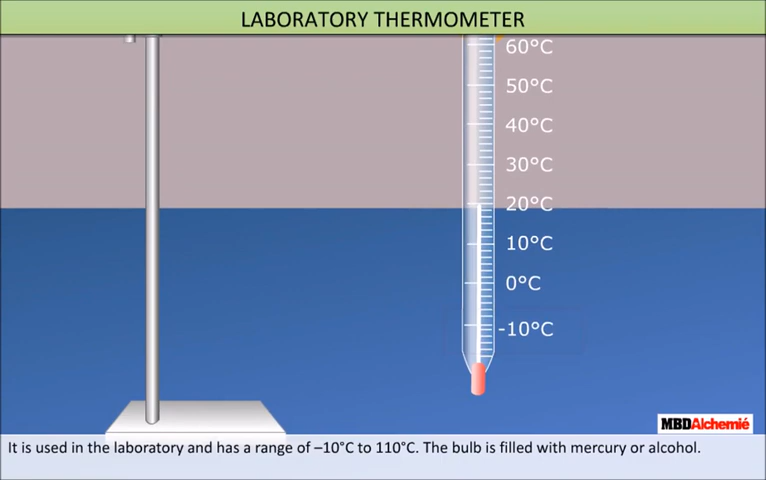 LABORATORY THERMOMETER
60°C
50°C
40°C
30°C
20°C
10°C
0°C
-10°C
MBDAlchemié
It is used in the laboratory and has a range of –10°C to 110°C. The bulb is filled with mercury or alcohol.